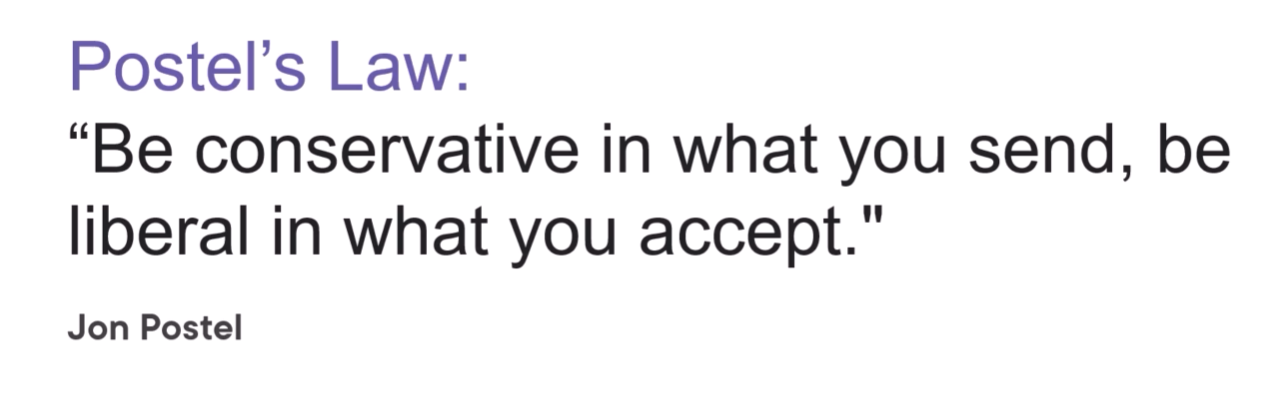 Postel’s Law:
“Be conservative in what you send, be
liberal in what you accept."
Jon Postel